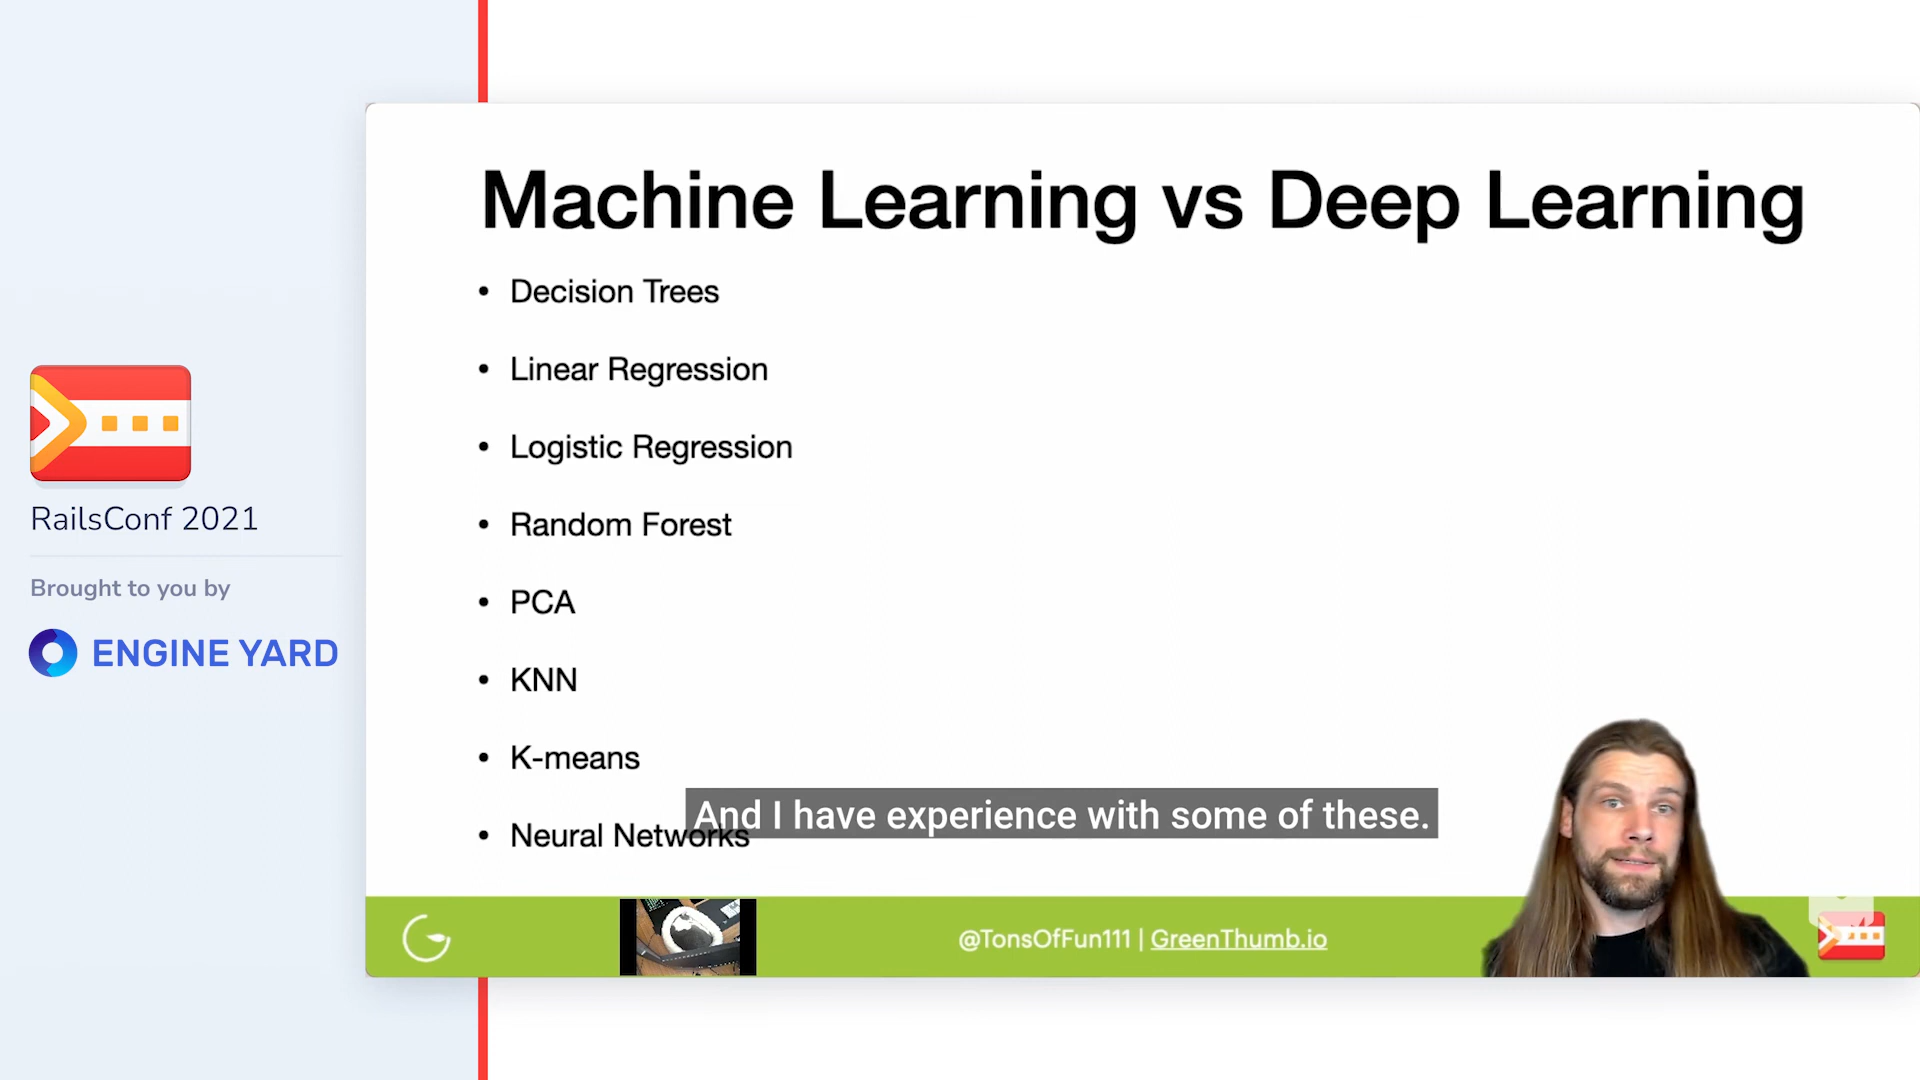 Machine Learning vs Deep Learning
• Decision Trees
• Linear Regression
• Logistic Regression
• Random Forest
• PCA
• KNN
• K-means
• Neural Networks
And I have experience with some of these.
@TonsOfFun111 | GreenThumb.io
RailsConf 2021
Brought to you by
ENGINE YARD